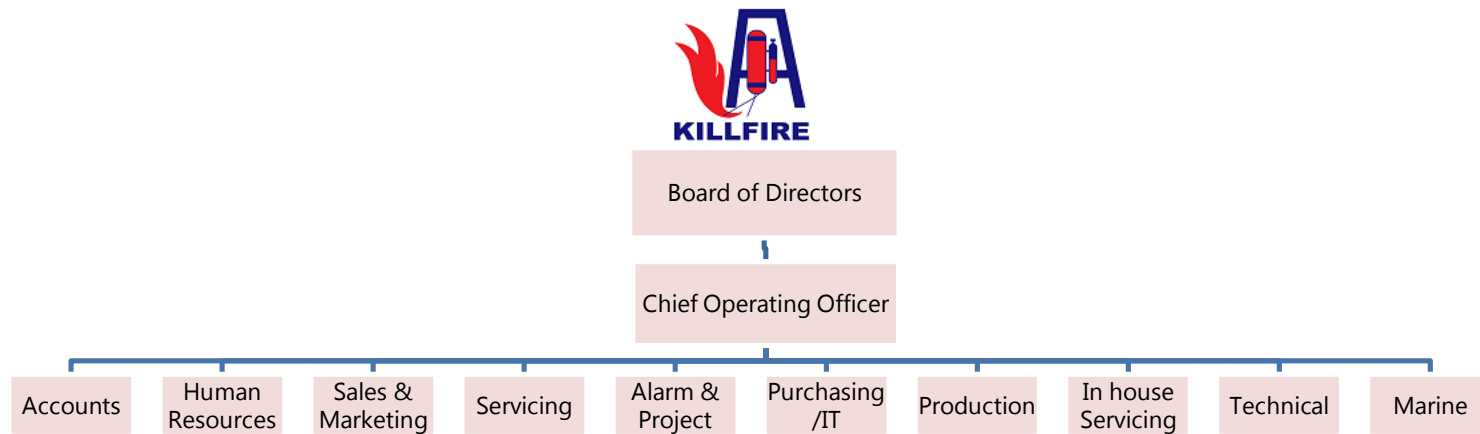 KILLFIRE
Board of Directors
Chief Operating Officer
Accounts
Human
Resources
Sales &
Marketing
Servicing
Alarm &
Project
Purchasing
/IT
Production
In house
Servicing
Technical
Marine